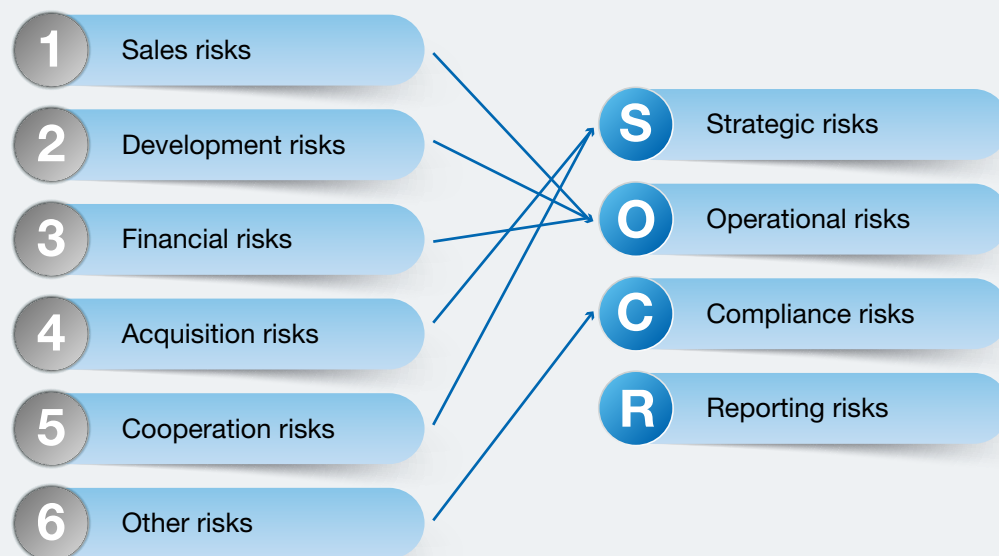 1 Sales risks
2 Development risks
3 Financial risks
4 Acquisition risks
5 Cooperation risks
6 Other risks
S Strategic risks
O Operational risks
C Compliance risks
R Reporting risks